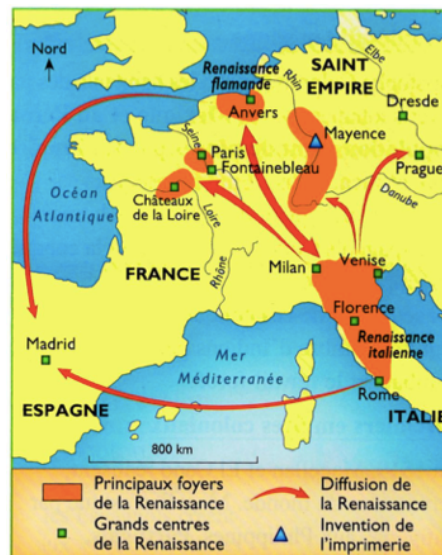 Nord
Renaissance
flamande
Anvers
Rhin
SAINT
EMPIRE
Elbe
Dresde
Mayence
Prague
Seine
Paris
Fontainebleau
Océan
Atlantique
Châteaux
de la Loire
Loire
Danube
FRANCE
Rhône
Milan
Venise
Florence
Renaissance
italienne
Madrid
Mer
Méditerranée
ESPAGNE
Rome
ITALIE
800 km
Principaux foyers
de la Renaissance
Grands centres
de la Renaissance
Diffusion de
la Renaissance
Invention de
l'imprimerie